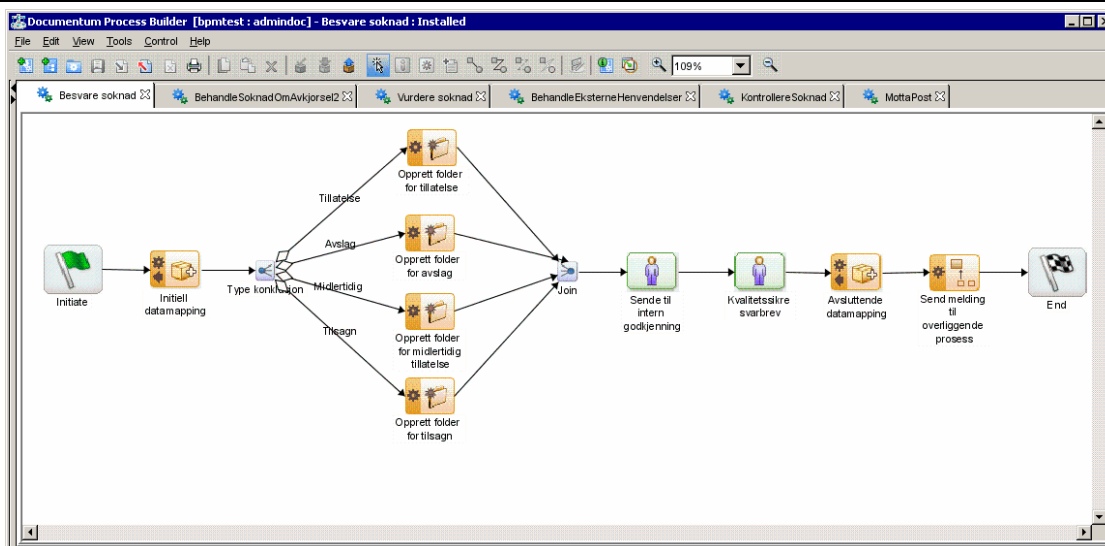 Documentum Process Builder [bpmtest : admindoc] - Besvare soknad : Installed
File Edit View Tools Control Help
109%
Besvare soknad BehandleSoknadOmAvkjorsel2 Vurdere soknad BehandleEksterneHenvendelser KontrollereSoknad MottaPost
Initiate
Initiell
datamapping
Type konklusjon
Tillatelse
Avslag
Midlertidig
Tilsagn
Opprett folder
for tillatelse
Opprett folder
for avslag
Opprett folder
for midlertidig
tillatelse
Opprett folder
for tilsagn
Join
Sende til
intern
godkjenning
Kvalitetssikre
svarbrev
Avsluttende
datamapping
Send melding
til
overliggende
prosess
End